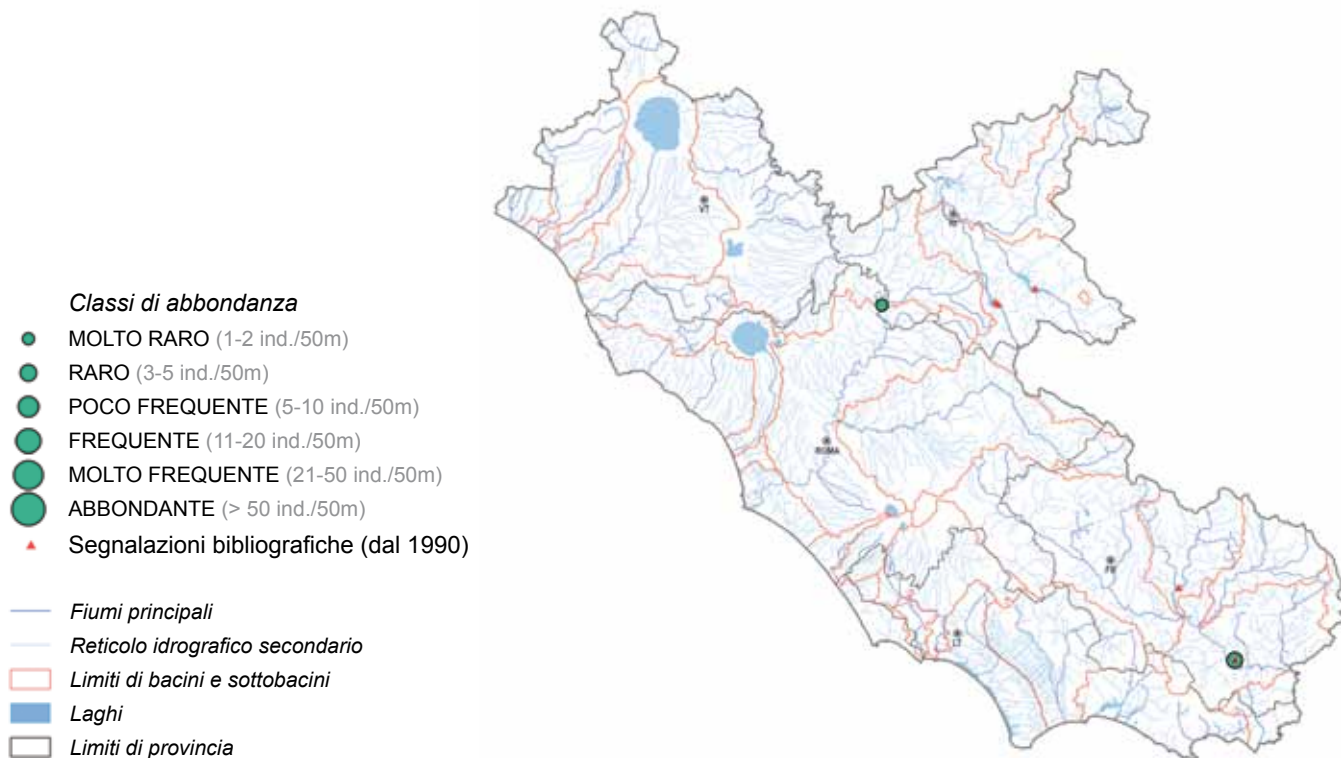 Classi di abbondanza
MOLTO RARO (1-2 ind./50m)
RARO (3-5 ind./50m)
POCO FREQUENTE (5-10 ind./50m)
FREQUENTE (11-20 ind./50m)
MOLTO FREQUENTE (21-50 ind./50m)
ABBONDANTE (> 50 ind./50m)
Segnalazioni bibliografiche (dal 1990)
Fiumi principali
Reticolo idrografico secondario
Limiti di bacini e sottobacini
Laghi
Limiti di provincia
VT
ROMA
FR
LT